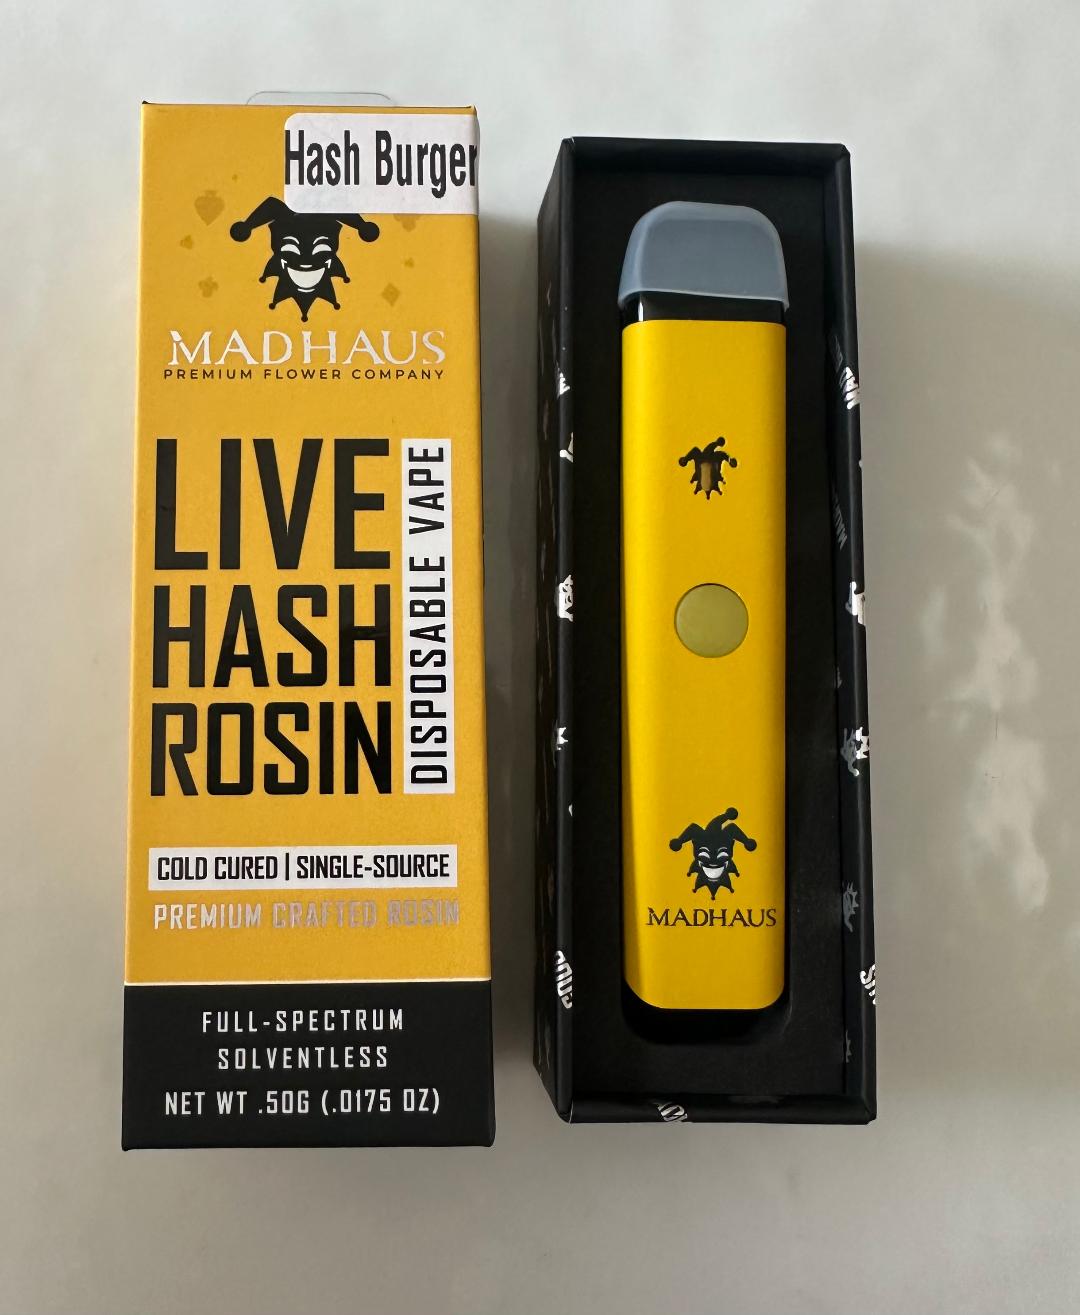 Hash Burger
MADHAUS
PREMIUM FLOWER COMPANY
LIVE
HASH
ROSIN
DISPOSABLE VAPE
COLD CURED | SINGLE-SOURCE
PREMIUM CRAFTED ROSIN
FULL-SPECTRUM
SOLVENTLESS
NET WT .50G (.0175 OZ)
MADHAUS